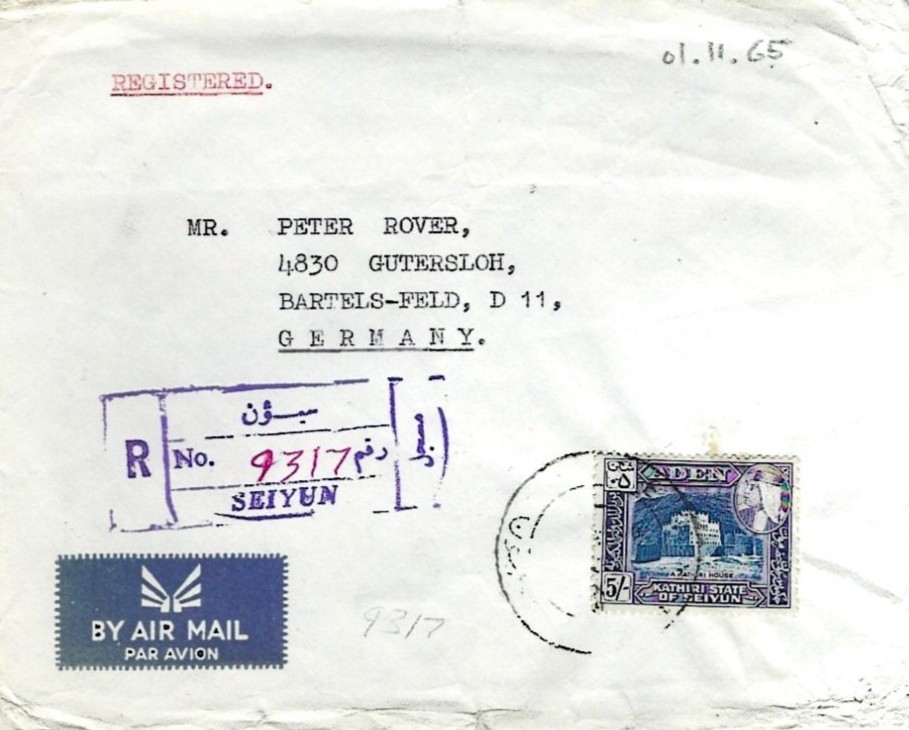 01.11.65
REGISTERED.
MR. PETER ROVER,
4830 GUTERSLOH,
BARTELS-FELD, D 11,
GERMANY.
سيؤن
R No. 9317 رقم
SEIYUN
BY AIR MAIL
PAR AVION
9317
ADEN
A KATHIRI HOUSE
5/-
KATHIRI STATE
OF SEIYUN